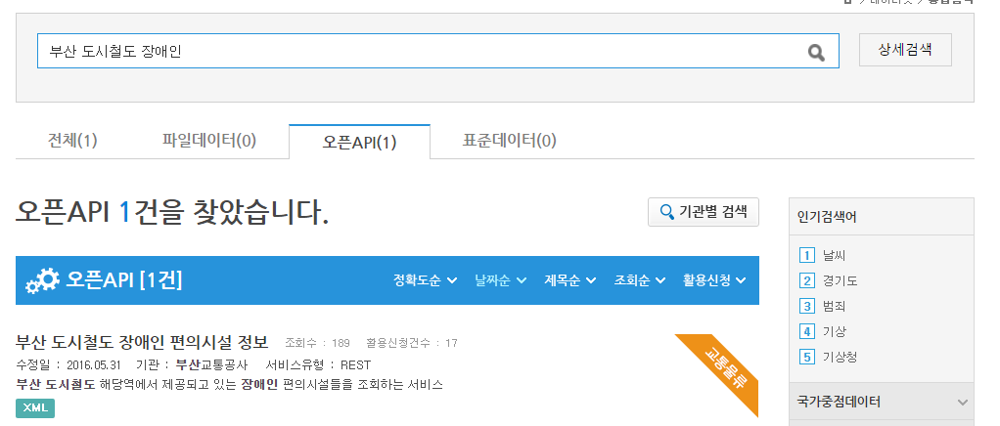 부산 도시철도 장애인
상세검색
전체(1) 파일데이터(0) 오픈API(1) 표준데이터(0)
오픈API 1건을 찾았습니다.
기관별 검색
오픈API [1건] 정확도순 날짜순 제목순 조회순 활용신청
부산 도시철도 장애인 편의시설 정보 조회수 : 189 활용신청건수 : 17
수정일 : 2016.05.31 기관 : 부산교통공사 서비스유형 : REST
부산 도시철도 해당역에서 제공되고 있는 장애인 편의시설들을 조회하는 서비스
XML
교통물류
인기검색어
1 날씨
2 경기도
3 범죄
4 기상
5 기상청
국가중점데이터